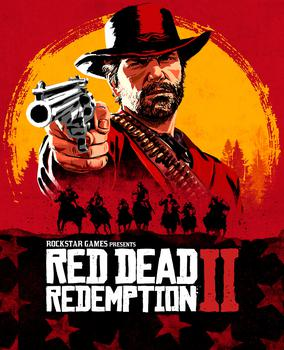 ROCKSTAR GAMES PRESENTS
RED DEAD
REDEMPTION II